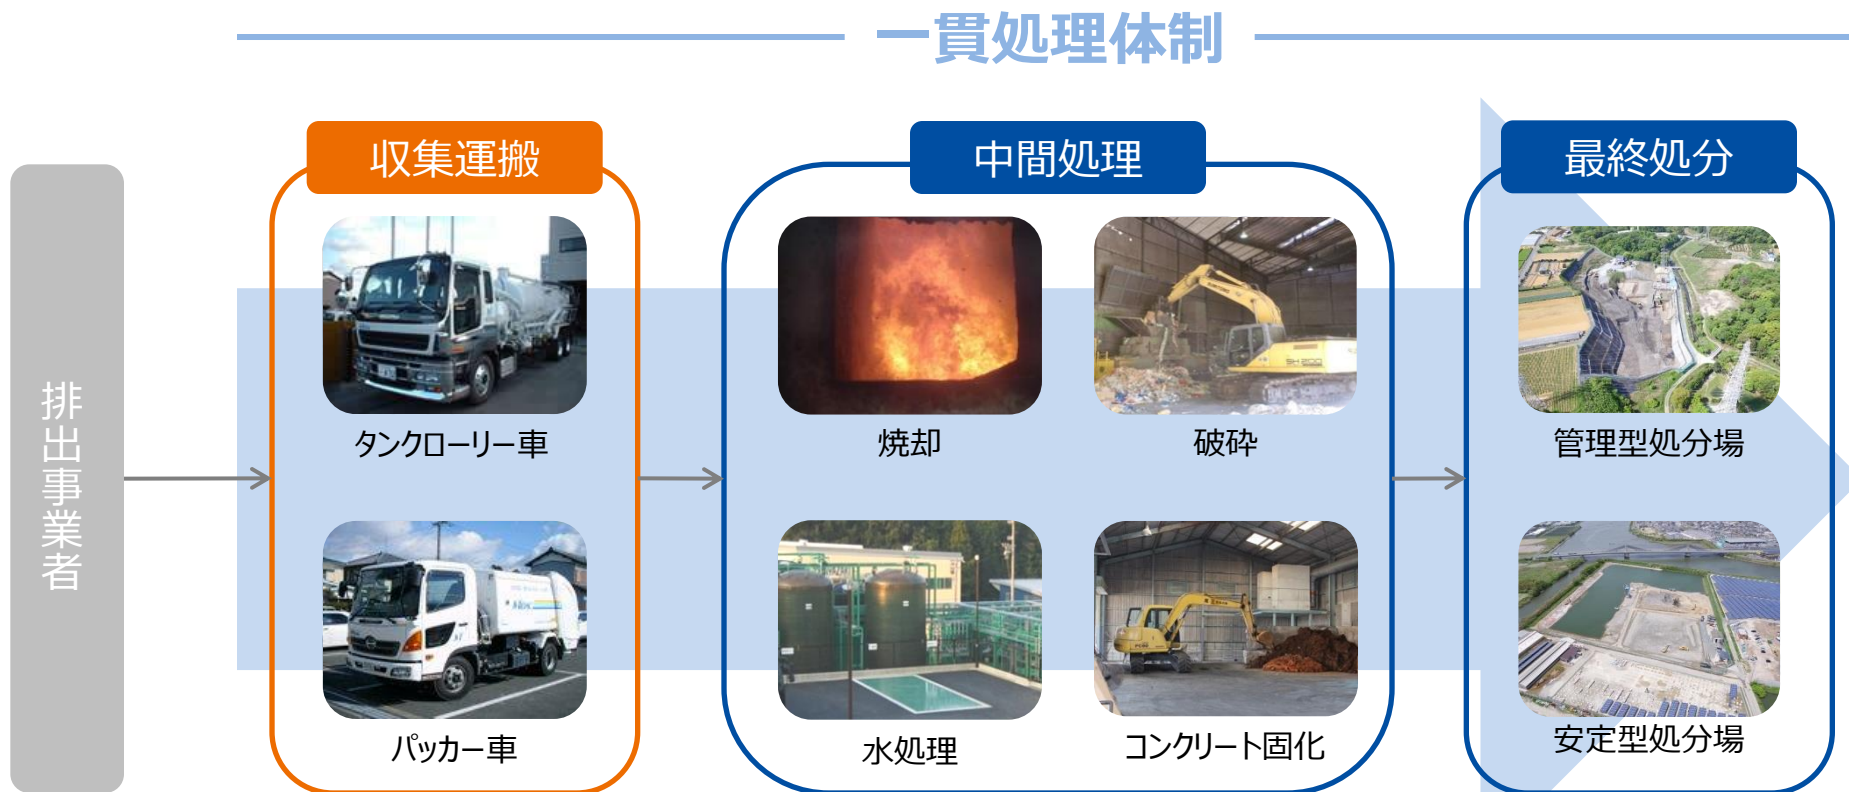 一貫処理体制
排出事業者
収集運搬
タンクローリー車
パッカー車
中間処理
焼却
破砕
SH200
水処理
コンクリート固化
最終処分
管理型処分場
安定型処分場